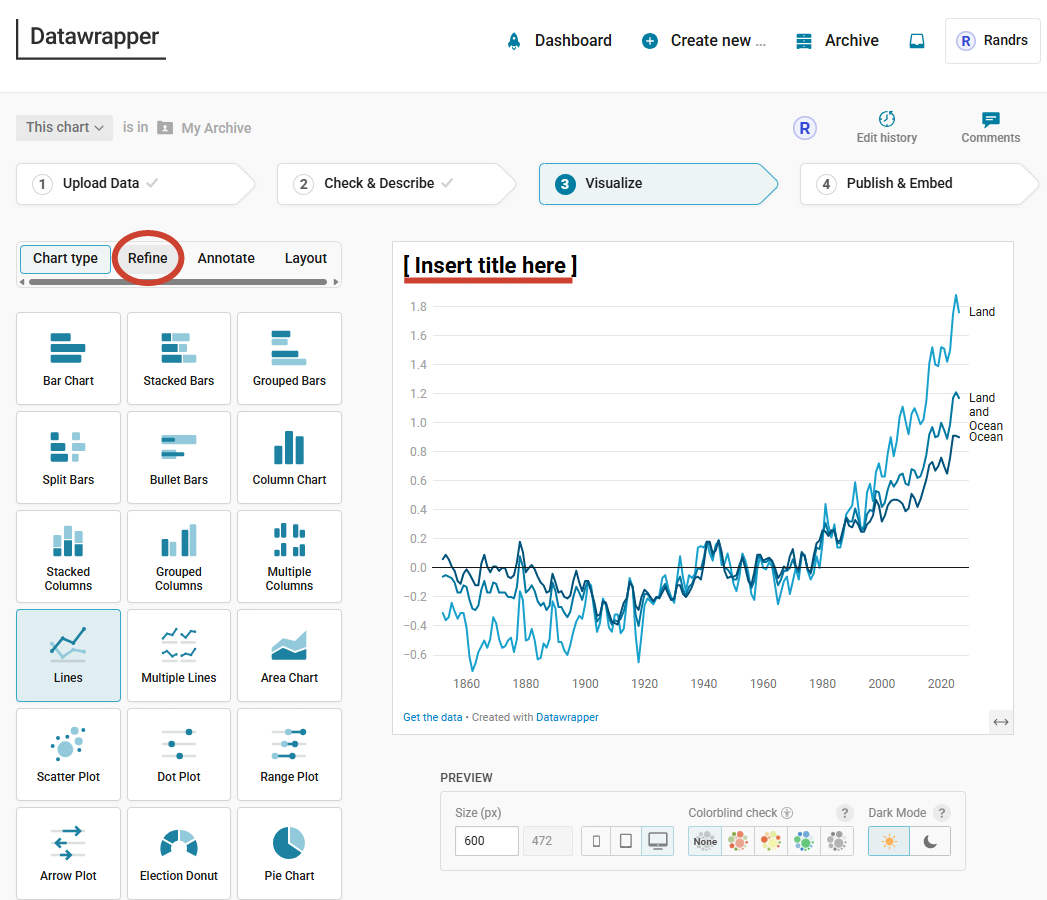 Datawrapper
Dashboard
Create new ...
Archive
R Randrs
This chart is in My Archive
R
Edit history
Comments
1 Upload Data
2 Check & Describe
3 Visualize
4 Publish & Embed
Chart type Refine Annotate Layout
Bar Chart
Stacked Bars
Grouped Bars
Split Bars
Bullet Bars
Column Chart
Stacked
Columns
Grouped
Columns
Multiple
Columns
Lines
Multiple Lines
Area Chart
Scatter Plot
Dot Plot
Range Plot
Arrow Plot
Election Donut
Pie Chart
[ Insert title here ]
1.8
1.6
1.4
1.2
1.0
0.8
0.6
0.4
0.2
0.0
−0.2
−0.4
−0.6
Land
Land
and
Ocean
Ocean
1860 1880 1900 1920 1940 1960 1980 2000 2020
Get the data • Created with Datawrapper
PREVIEW
Size (px)
600 472
Colorblind check ?
None
Dark Mode ?